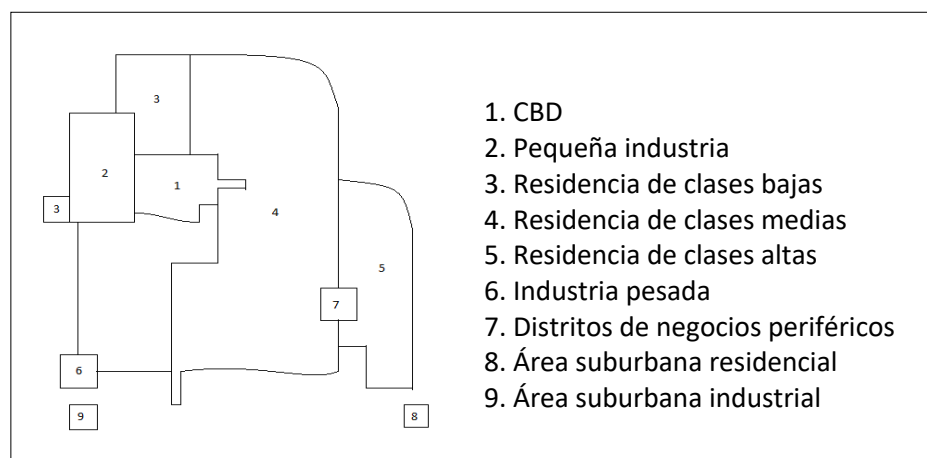 3
2
1
3
4
5
7
6
9
8
1. CBD
2. Pequeña industria
3. Residencia de clases bajas
4. Residencia de clases medias
5. Residencia de clases altas
6. Industria pesada
7. Distritos de negocios periféricos
8. Área suburbana residencial
9. Área suburbana industrial